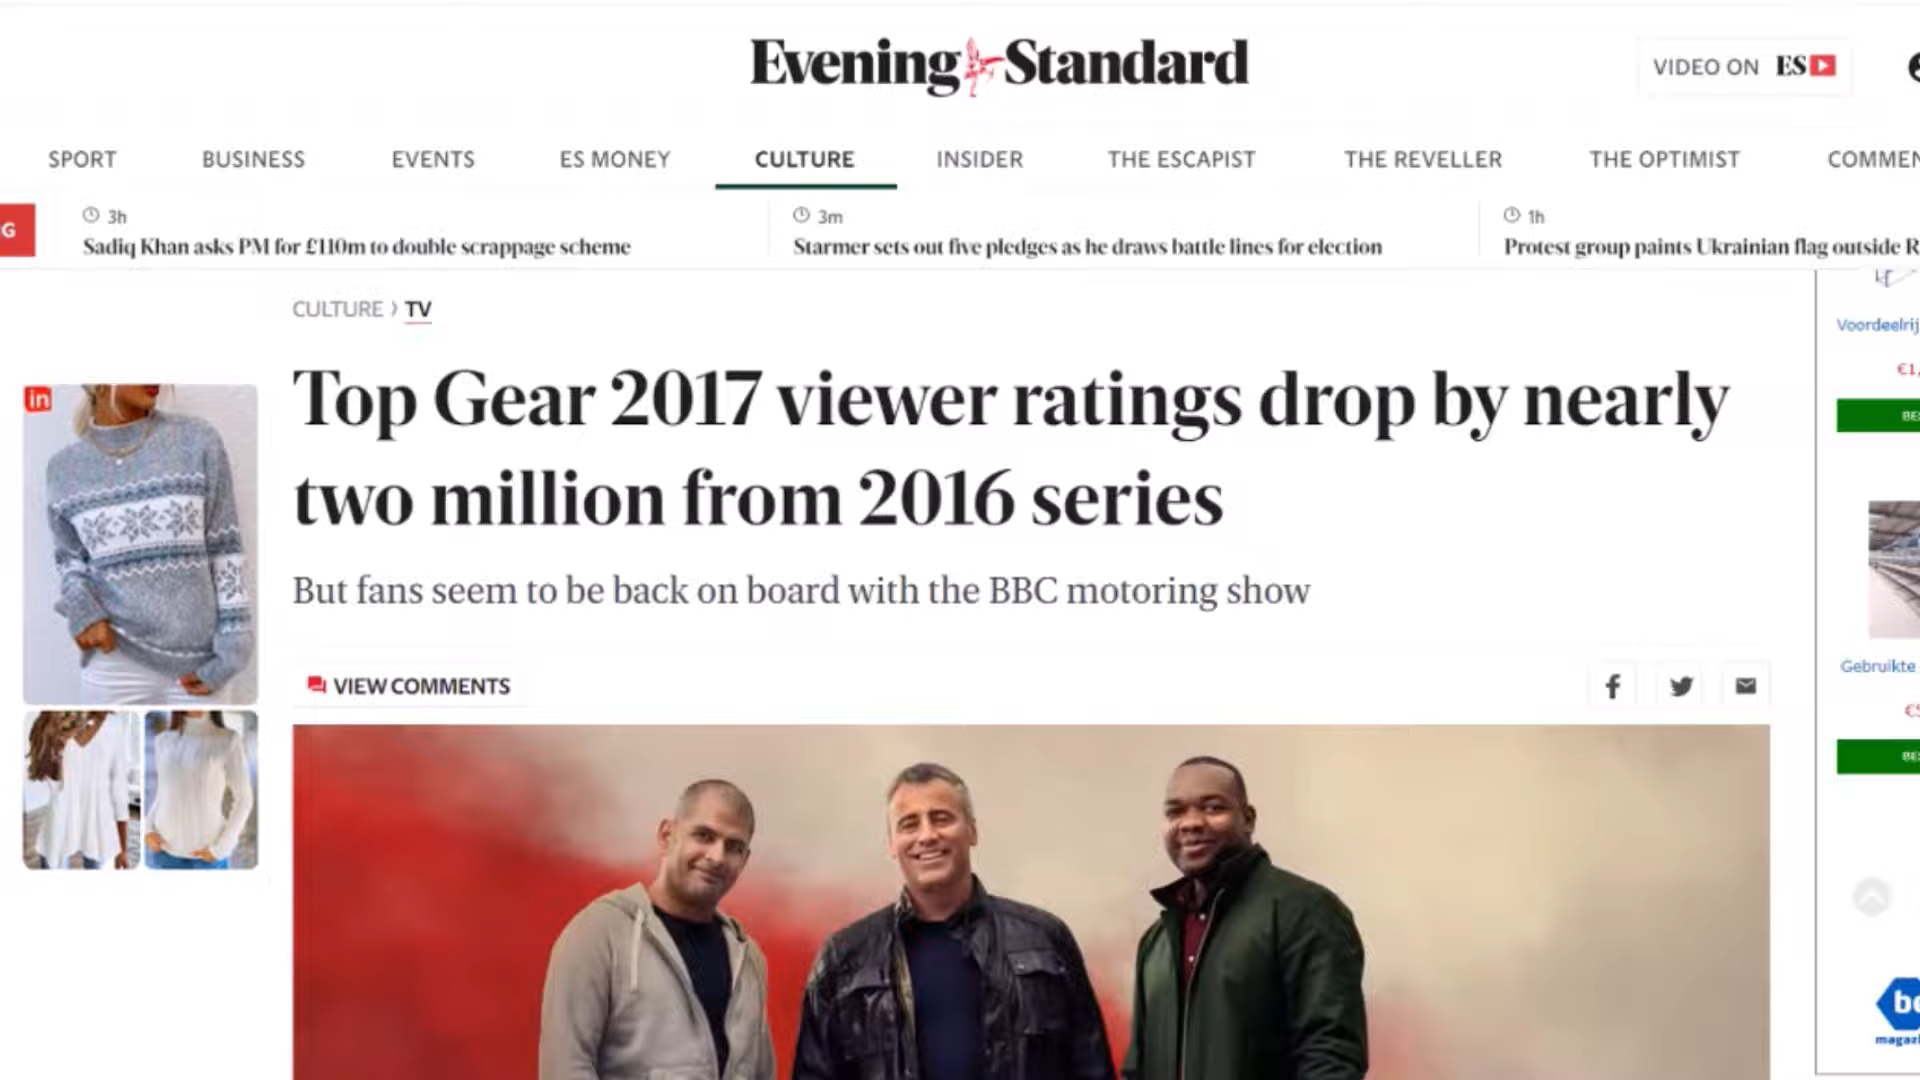 Evening Standard
VIDEO ON ES
SPORT BUSINESS EVENTS ES MONEY CULTURE INSIDER THE ESCAPIST THE REVELLER THE OPTIMIST
G
3h
Sadiq Khan asks PM for £110m to double scrappage scheme
3m
Starmer sets out five pledges as he draws battle lines for election
1h
Protest group paints Ukrainian flag outside R
CULTURE › TV
Top Gear 2017 viewer ratings drop by nearly
two million from 2016 series
But fans seem to be back on board with the BBC motoring show
VIEW COMMENTS
in
€1,
Gebruikte